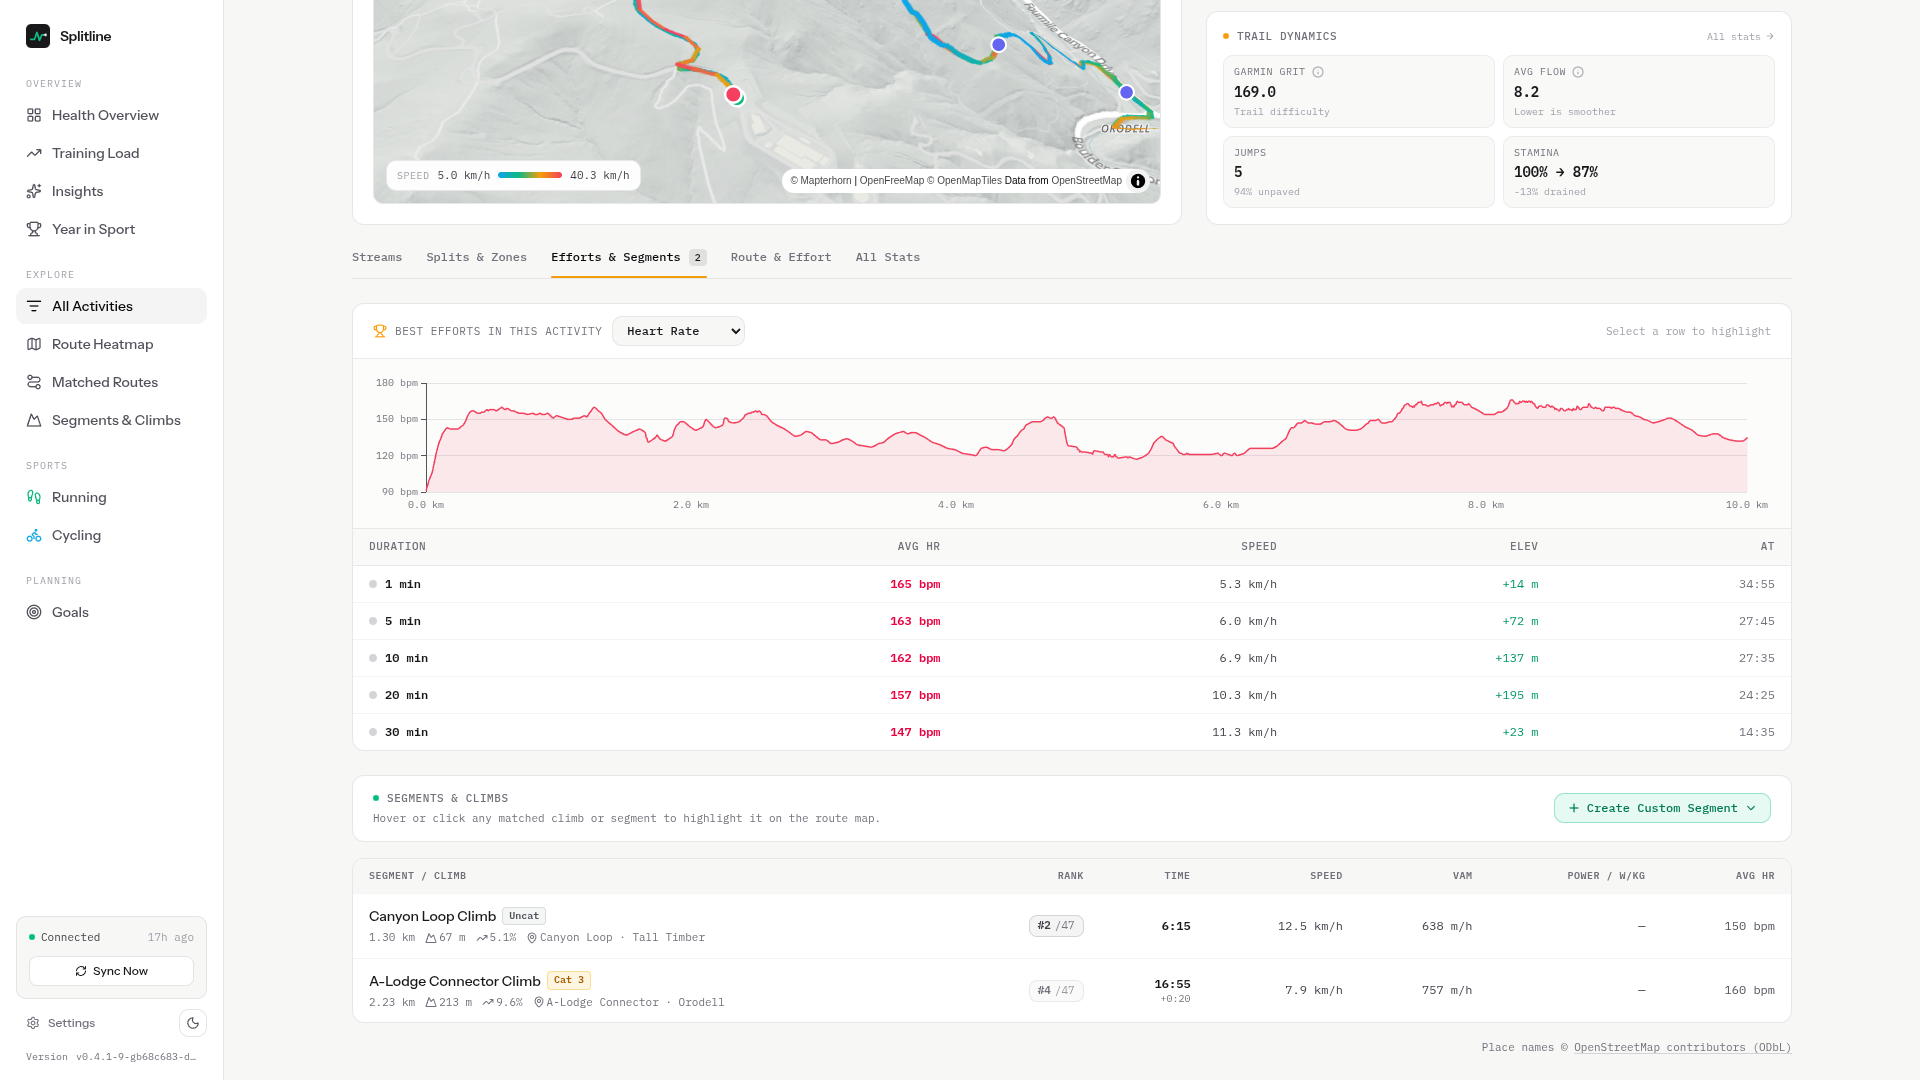 Splitline
OVERVIEW
Health Overview
Training Load
Insights
Year in Sport
EXPLORE
All Activities
Route Heatmap
Matched Routes
Segments & Climbs
SPORTS
Running
Cycling
PLANNING
Goals
Connected 17h ago
Sync Now
Settings
Version v0.4.1-9-gb68c683-d…
Fourmile Canyon Dr
ORODELL
SPEED 5.0 km/h 40.3 km/h
© Mapterhorn | OpenFreeMap © OpenMapTiles Data from OpenStreetMap
TRAIL DYNAMICS All stats →
GARMIN GRIT
169.0
Trail difficulty
AVG FLOW
8.2
Lower is smoother
JUMPS
5
94% unpaved
STAMINA
100% → 87%
-13% drained
Streams Splits & Zones Efforts & Segments 2 Route & Effort All Stats
BEST EFFORTS IN THIS ACTIVITY Heart Rate Select a row to highlight
180 bpm
150 bpm
120 bpm
90 bpm
0.0 km 2.0 km 4.0 km 6.0 km 8.0 km 10.0 km
DURATION AVG HR SPEED ELEV AT
1 min 165 bpm 5.3 km/h +14 m 34:55
5 min 163 bpm 6.0 km/h +72 m 27:45
10 min 162 bpm 6.9 km/h +137 m 27:35
20 min 157 bpm 10.3 km/h +195 m 24:25
30 min 147 bpm 11.3 km/h +23 m 14:35
SEGMENTS & CLIMBS
Hover or click any matched climb or segment to highlight it on the route map.
+ Create Custom Segment
SEGMENT / CLIMB RANK TIME SPEED VAM POWER / W/KG AVG HR
Canyon Loop Climb Uncat
1.30 km 67 m 5.1% Canyon Loop · Tall Timber
#2 /47 6:15 12.5 km/h 638 m/h — 150 bpm
A-Lodge Connector Climb Cat 3
2.23 km 213 m 9.6% A-Lodge Connector · Orodell
#4 /47 16:55 +0:20 7.9 km/h 757 m/h — 160 bpm
Place names © OpenStreetMap contributors (ODbL)